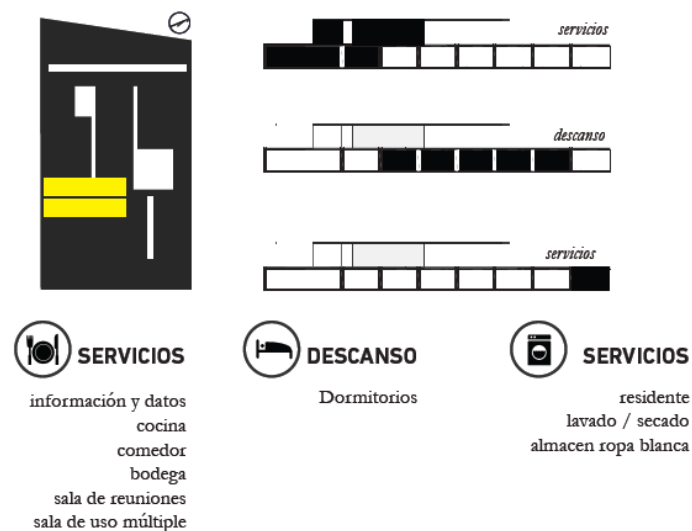 servicios
descanso
servicios
SERVICIOS
información y datos
cocina
comedor
bodega
sala de reuniones
sala de uso múltiple
DESCANSO
Dormitorios
SERVICIOS
residente
lavado / secado
almacen ropa blanca